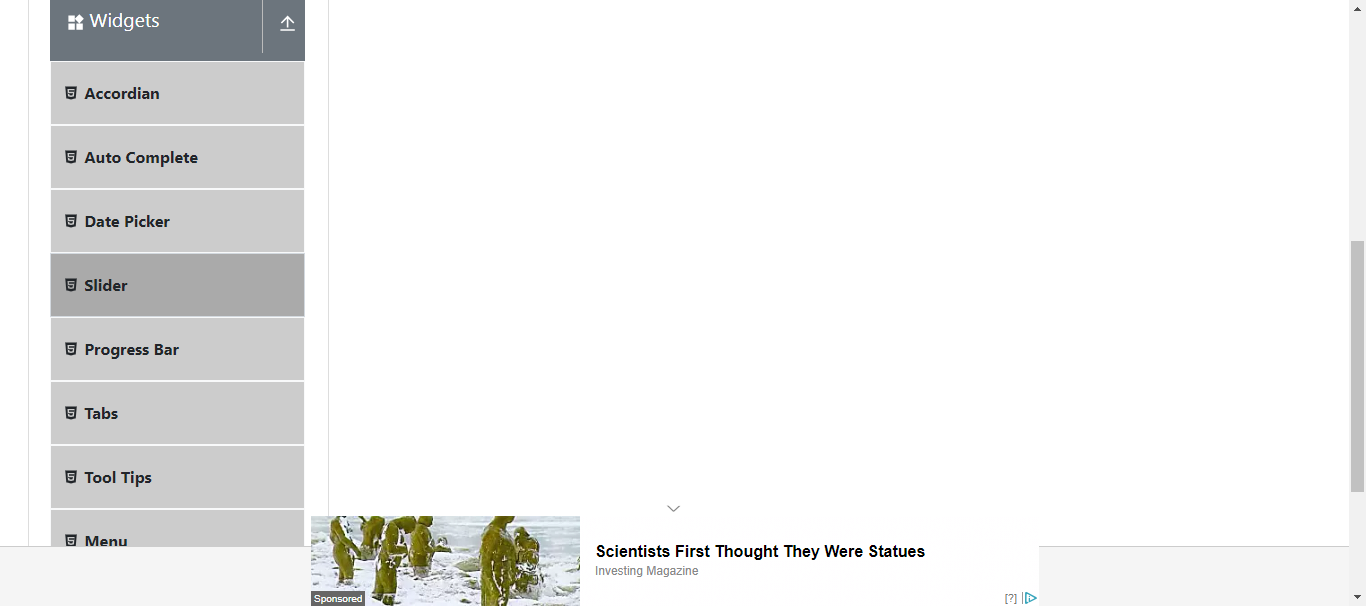 Widgets
Accordian
Auto Complete
Date Picker
Slider
Progress Bar
Tabs
Tool Tips
Menu
Scientists First Thought They Were Statues
Investing Magazine
Sponsored
[?]